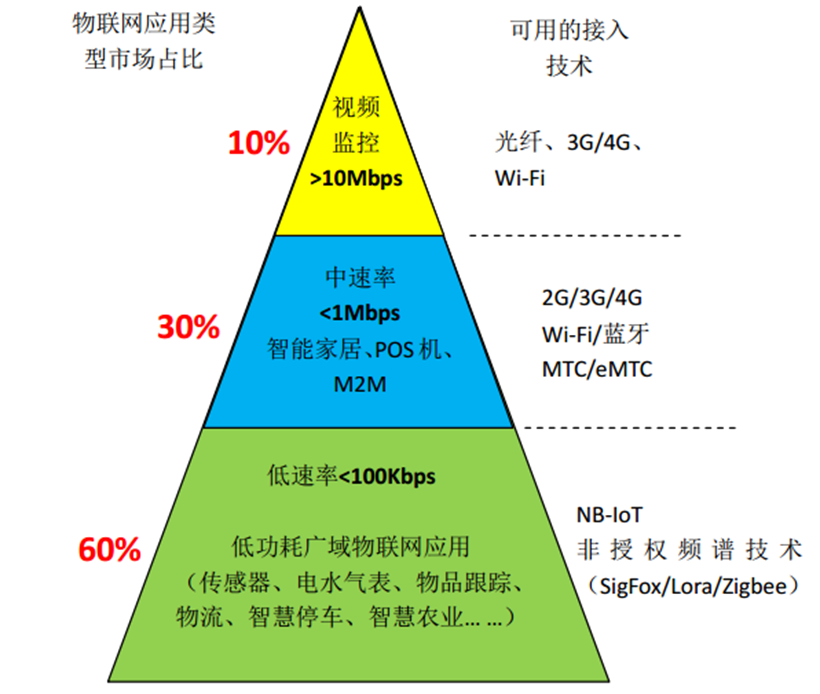 物联网应用类
型市场占比
可用的接入
技术
10%
视频
监控
>10Mbps
光纤、3G/4G、
Wi-Fi
30%
中速率
<1Mbps
智能家居、POS 机、
M2M
2G/3G/4G
Wi-Fi/蓝牙
MTC/eMTC
60%
低速率<100Kbps
低功耗广域物联网应用
（传感器、电水气表、物品跟踪、
物流、智慧停车、智慧农业… …）
NB-IoT
非授权频谱技术
（SigFox/Lora/Zigbee）